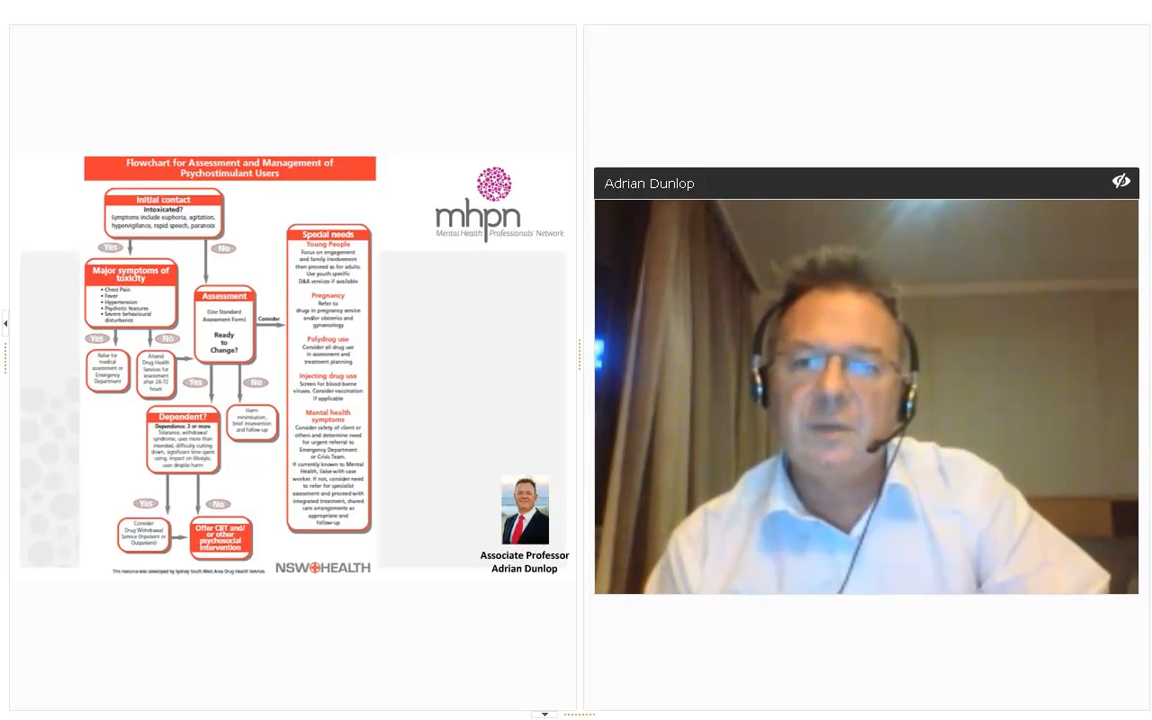 Flowchart for Assessment and Management of
Psychostimulant Users
Initial contact
Intoxicated?
Symptoms include euphoria, agitation,
hypervigilance, rapid speech, paranoia
Yes
No
Major symptoms of
toxicity
• Chest Pain
• Fever
• Hypertension
• Psychotic features
• Severe behavioural
disturbance
Yes
No
Refer for
medical
assessment or
Emergency
Department
Attend
Drug Health
Services for
assessment
after 24-72
hours
Assessment
(Use Standard
Assessment Form)
Ready
to
Change?
Consider
Yes
No
Dependent?
Dependence: 2 or more
Tolerance, withdrawal
syndrome, uses more than
intended, difficulty cutting
down, significant time spent
using, impact on lifestyle,
uses despite harm
Harm
minimisation,
brief intervention
and follow-up
Yes
No
Consider
Drug Withdrawal
Service (Inpatient or
Outpatient)
Offer CBT and/
or other
psychosocial
intervention
Special needs
Young People
Focus on engagement
and family involvement
then proceed as for adults.
Use youth specific
D&A services if available
Pregnancy
Refer to
drugs in pregnancy service
and/or obstetrics and
gynaecology
Polydrug use
Consider all drug use
in assessment and
treatment planning
Injecting drug use
Screen for blood-borne
viruses. Consider vaccination
if applicable
Mental health
symptoms
Consider safety of client or
others and determine need
for urgent referral to
Emergency Department
or Crisis Team.
If currently known to Mental
Health, liaise with case
worker. If not, consider need
to refer for specialist
assessment and proceed with
integrated treatment, shared
care arrangements as
appropriate and
follow-up
This resource was developed by Sydney South West Area Drug Health Services
NSW HEALTH
mhpn
Mental Health Professionals' Network
Associate Professor
Adrian Dunlop
Adrian Dunlop